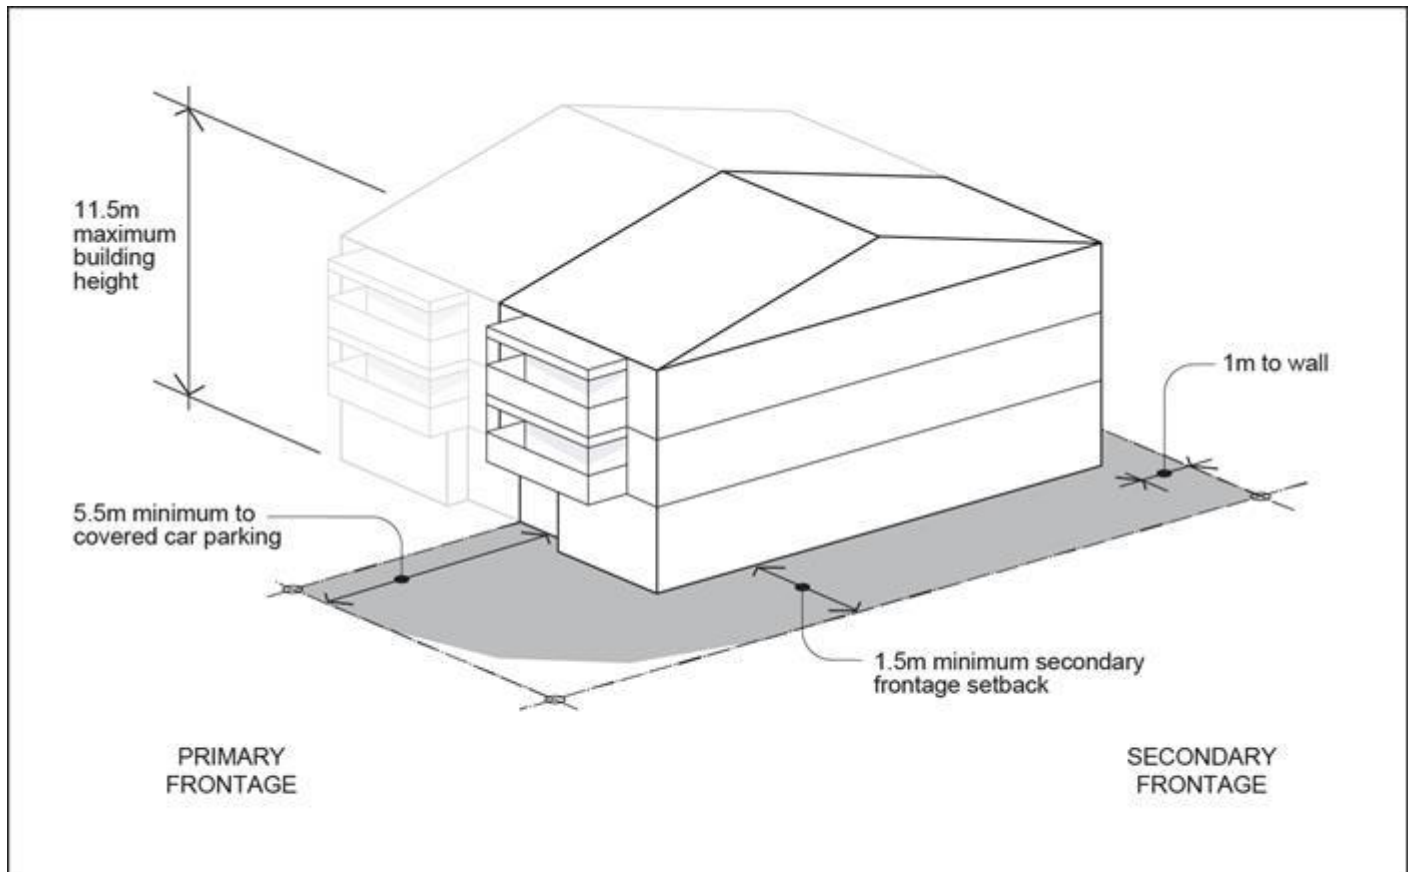 11.5m
maximum
building
height
1m to wall
5.5m minimum to
covered car parking
1.5m minimum secondary
frontage setback
PRIMARY
FRONTAGE
SECONDARY
FRONTAGE